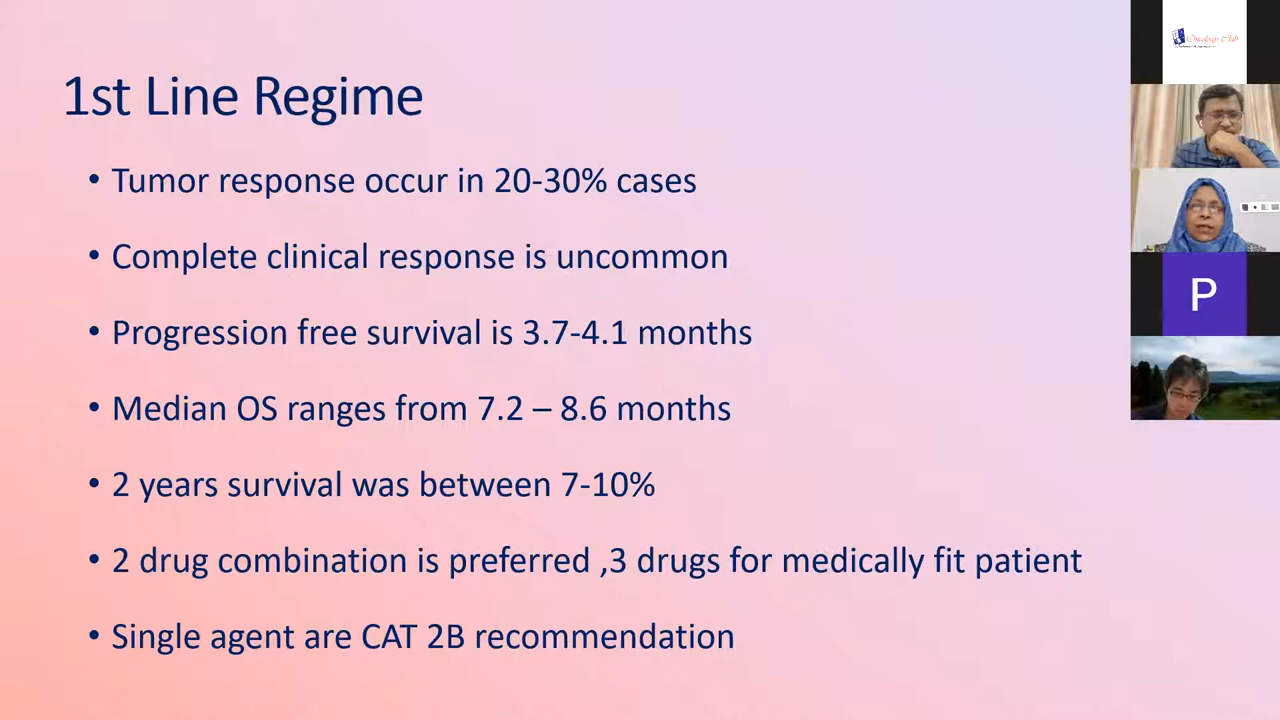 1st Line Regime
• Tumor response occur in 20-30% cases
• Complete clinical response is uncommon
• Progression free survival is 3.7-4.1 months
• Median OS ranges from 7.2 – 8.6 months
• 2 years survival was between 7-10%
• 2 drug combination is preferred ,3 drugs for medically fit patient
• Single agent are CAT 2B recommendation
Oncology Club
P